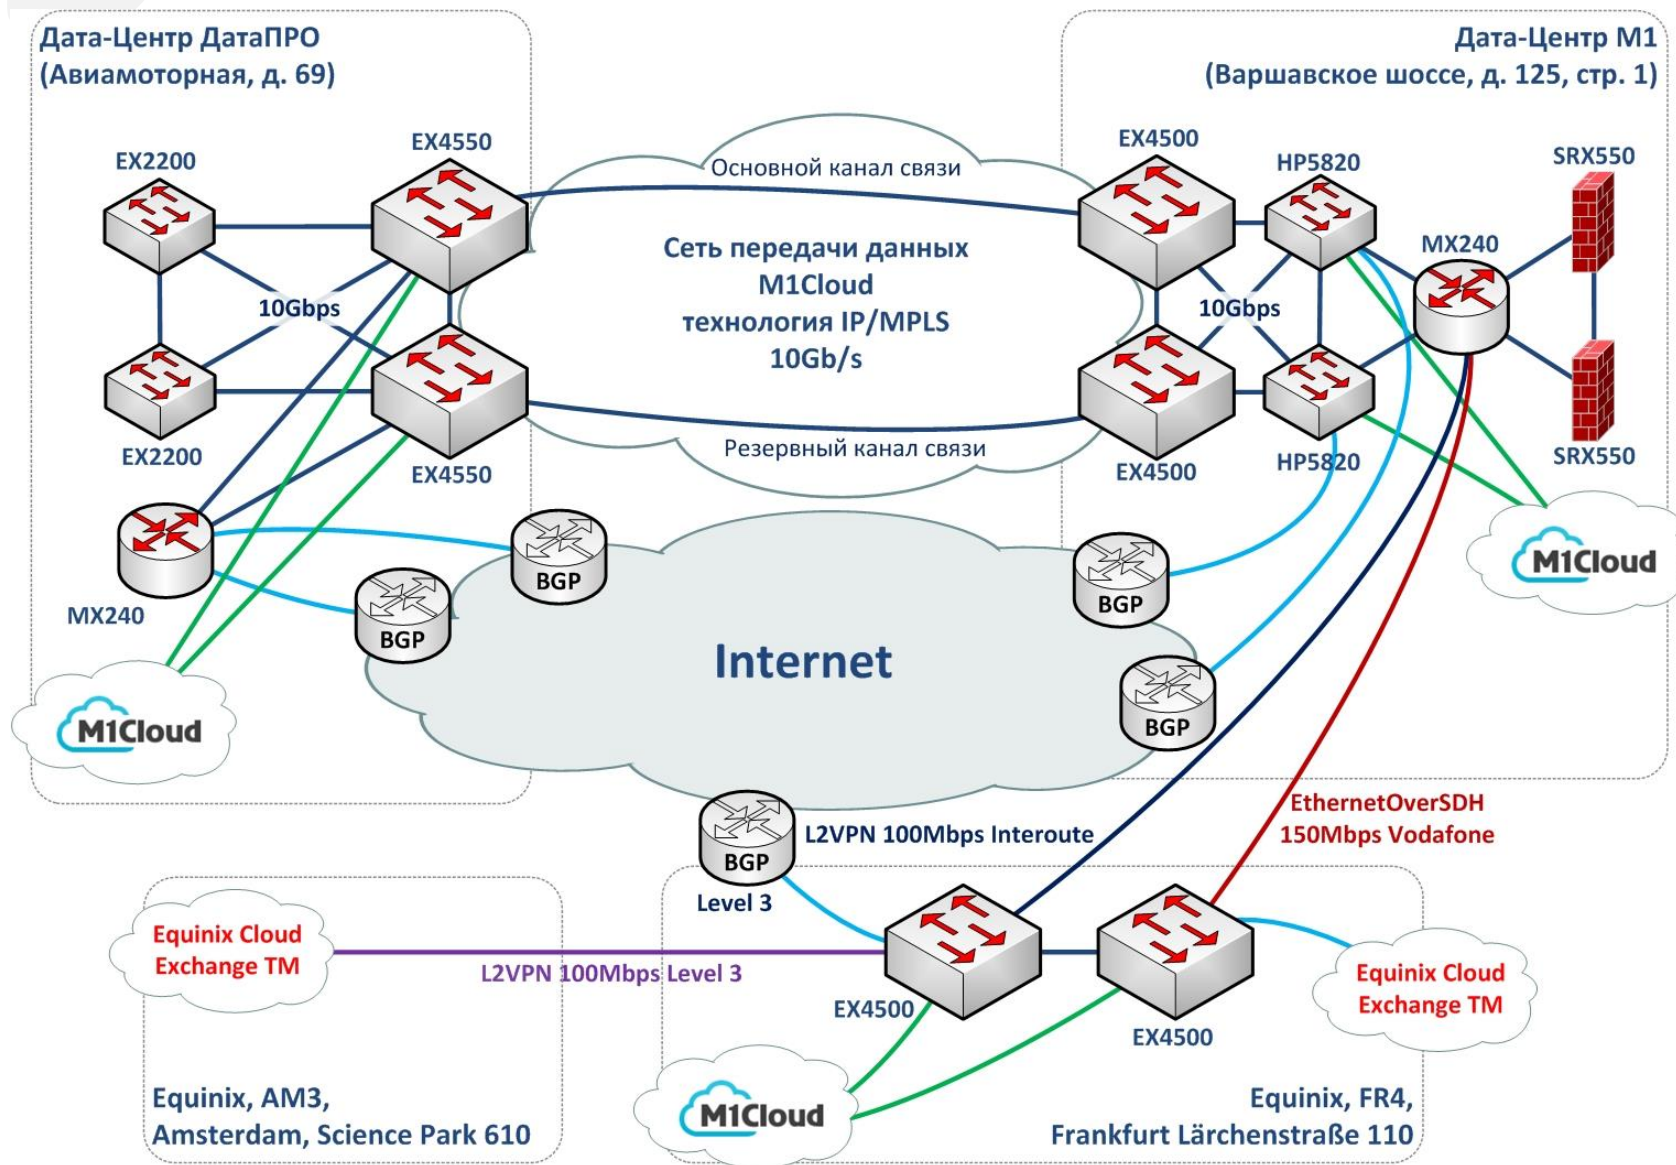 Дата-Центр ДатаПРО
(Авиамоторная, д. 69)
Дата-Центр М1
(Варшавское шоссе, д. 125, стр. 1)
EX2200
EX4550
10Gbps
EX2200
EX4550
MX240
BGP
BGP
M1Cloud
Основной канал связи
Сеть передачи данных
M1Cloud
технология IP/MPLS
10Gb/s
Резервный канал связи
EX4500
HP5820
SRX550
MX240
10Gbps
EX4500
HP5820
SRX550
M1Cloud
BGP
BGP
Internet
BGP
Level 3
L2VPN 100Mbps Interoute
EthernetOverSDH
150Mbps Vodafone
Equinix Cloud
Exchange TM
L2VPN 100Mbps Level 3
EX4500
EX4500
Equinix Cloud
Exchange TM
M1Cloud
Equinix, AM3,
Amsterdam, Science Park 610
Equinix, FR4,
Frankfurt Lärchenstraße 110